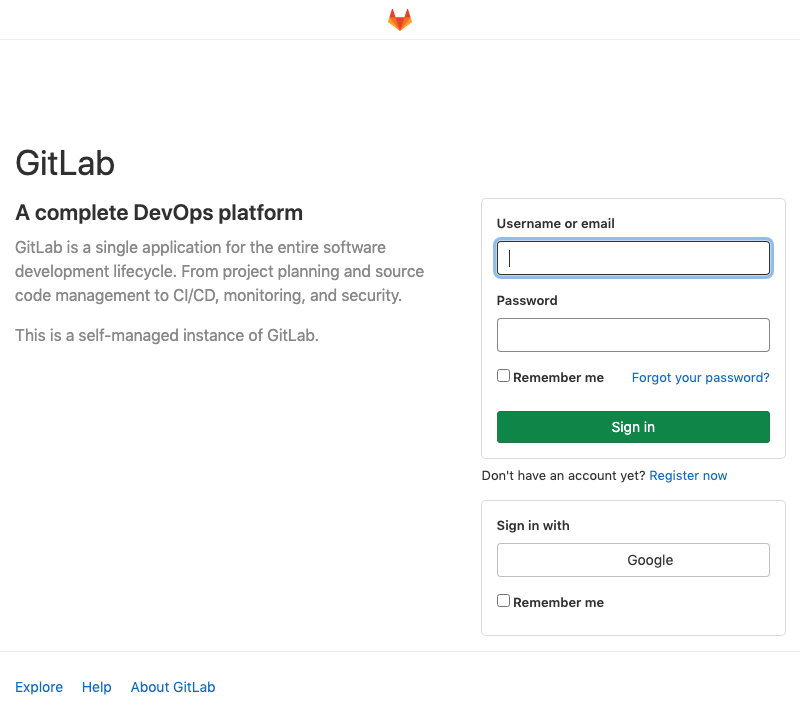 GitLab
A complete DevOps platform
GitLab is a single application for the entire software
development lifecycle. From project planning and source
code management to CI/CD, monitoring, and security.
This is a self-managed instance of GitLab.
Username or email
Password
Remember me
Forgot your password?
Sign in
Don't have an account yet? Register now
Sign in with
Google
Remember me
Explore
Help
About GitLab